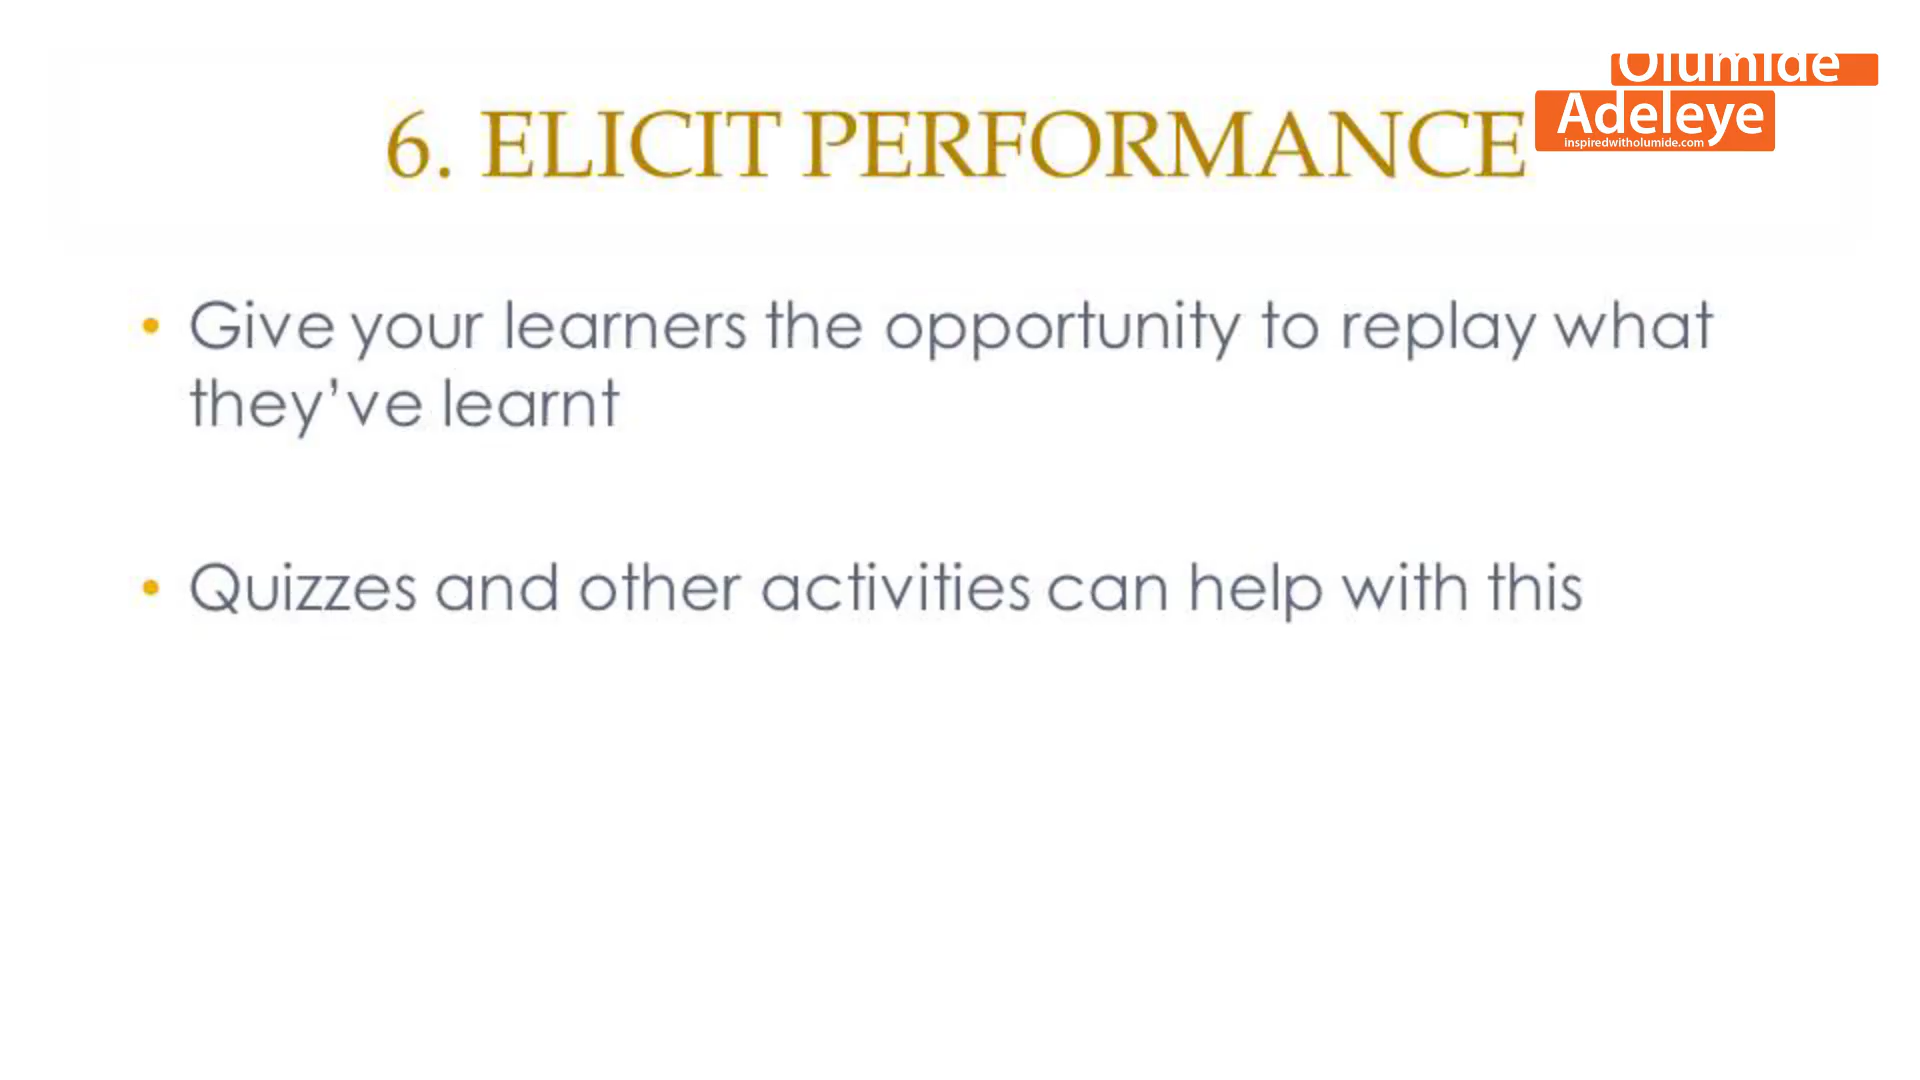 Olumide
6. ELICIT PERFORMANCE
Adeleye
inspiredwitholumide.com
• Give your learners the opportunity to replay what
they’ve learnt
• Quizzes and other activities can help with this